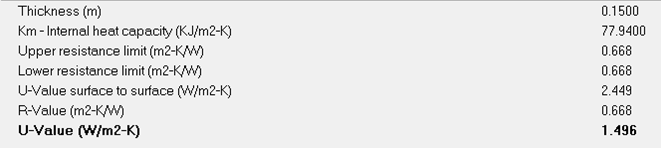 Thickness (m) 0.1500
Km - Internal heat capacity (KJ/m2-K) 77.9400
Upper resistance limit (m2-K/W) 0.668
Lower resistance limit (m2-K/W) 0.668
U-Value surface to surface (W/m2-K) 2.449
R-Value (m2-K/W) 0.668
U-Value (W/m2-K) 1.496